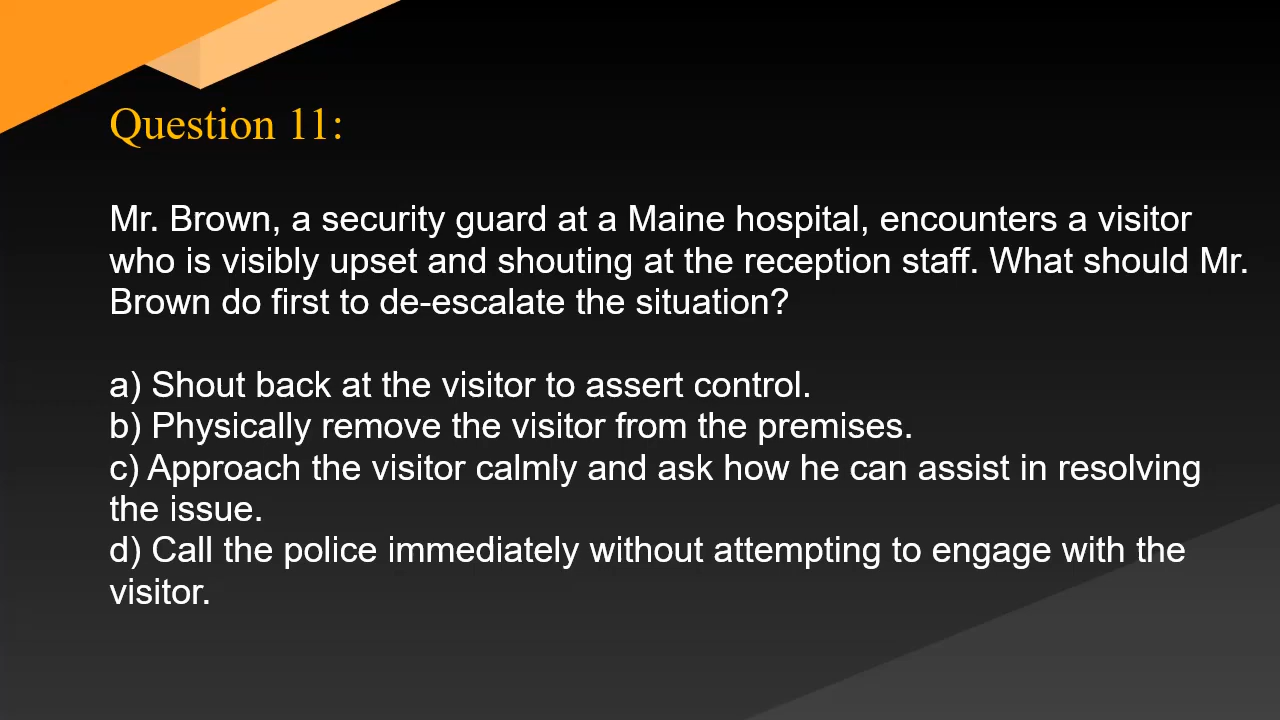 Question 11:
Mr. Brown, a security guard at a Maine hospital, encounters a visitor
who is visibly upset and shouting at the reception staff. What should Mr.
Brown do first to de-escalate the situation?
a) Shout back at the visitor to assert control.
b) Physically remove the visitor from the premises.
c) Approach the visitor calmly and ask how he can assist in resolving
the issue.
d) Call the police immediately without attempting to engage with the
visitor.